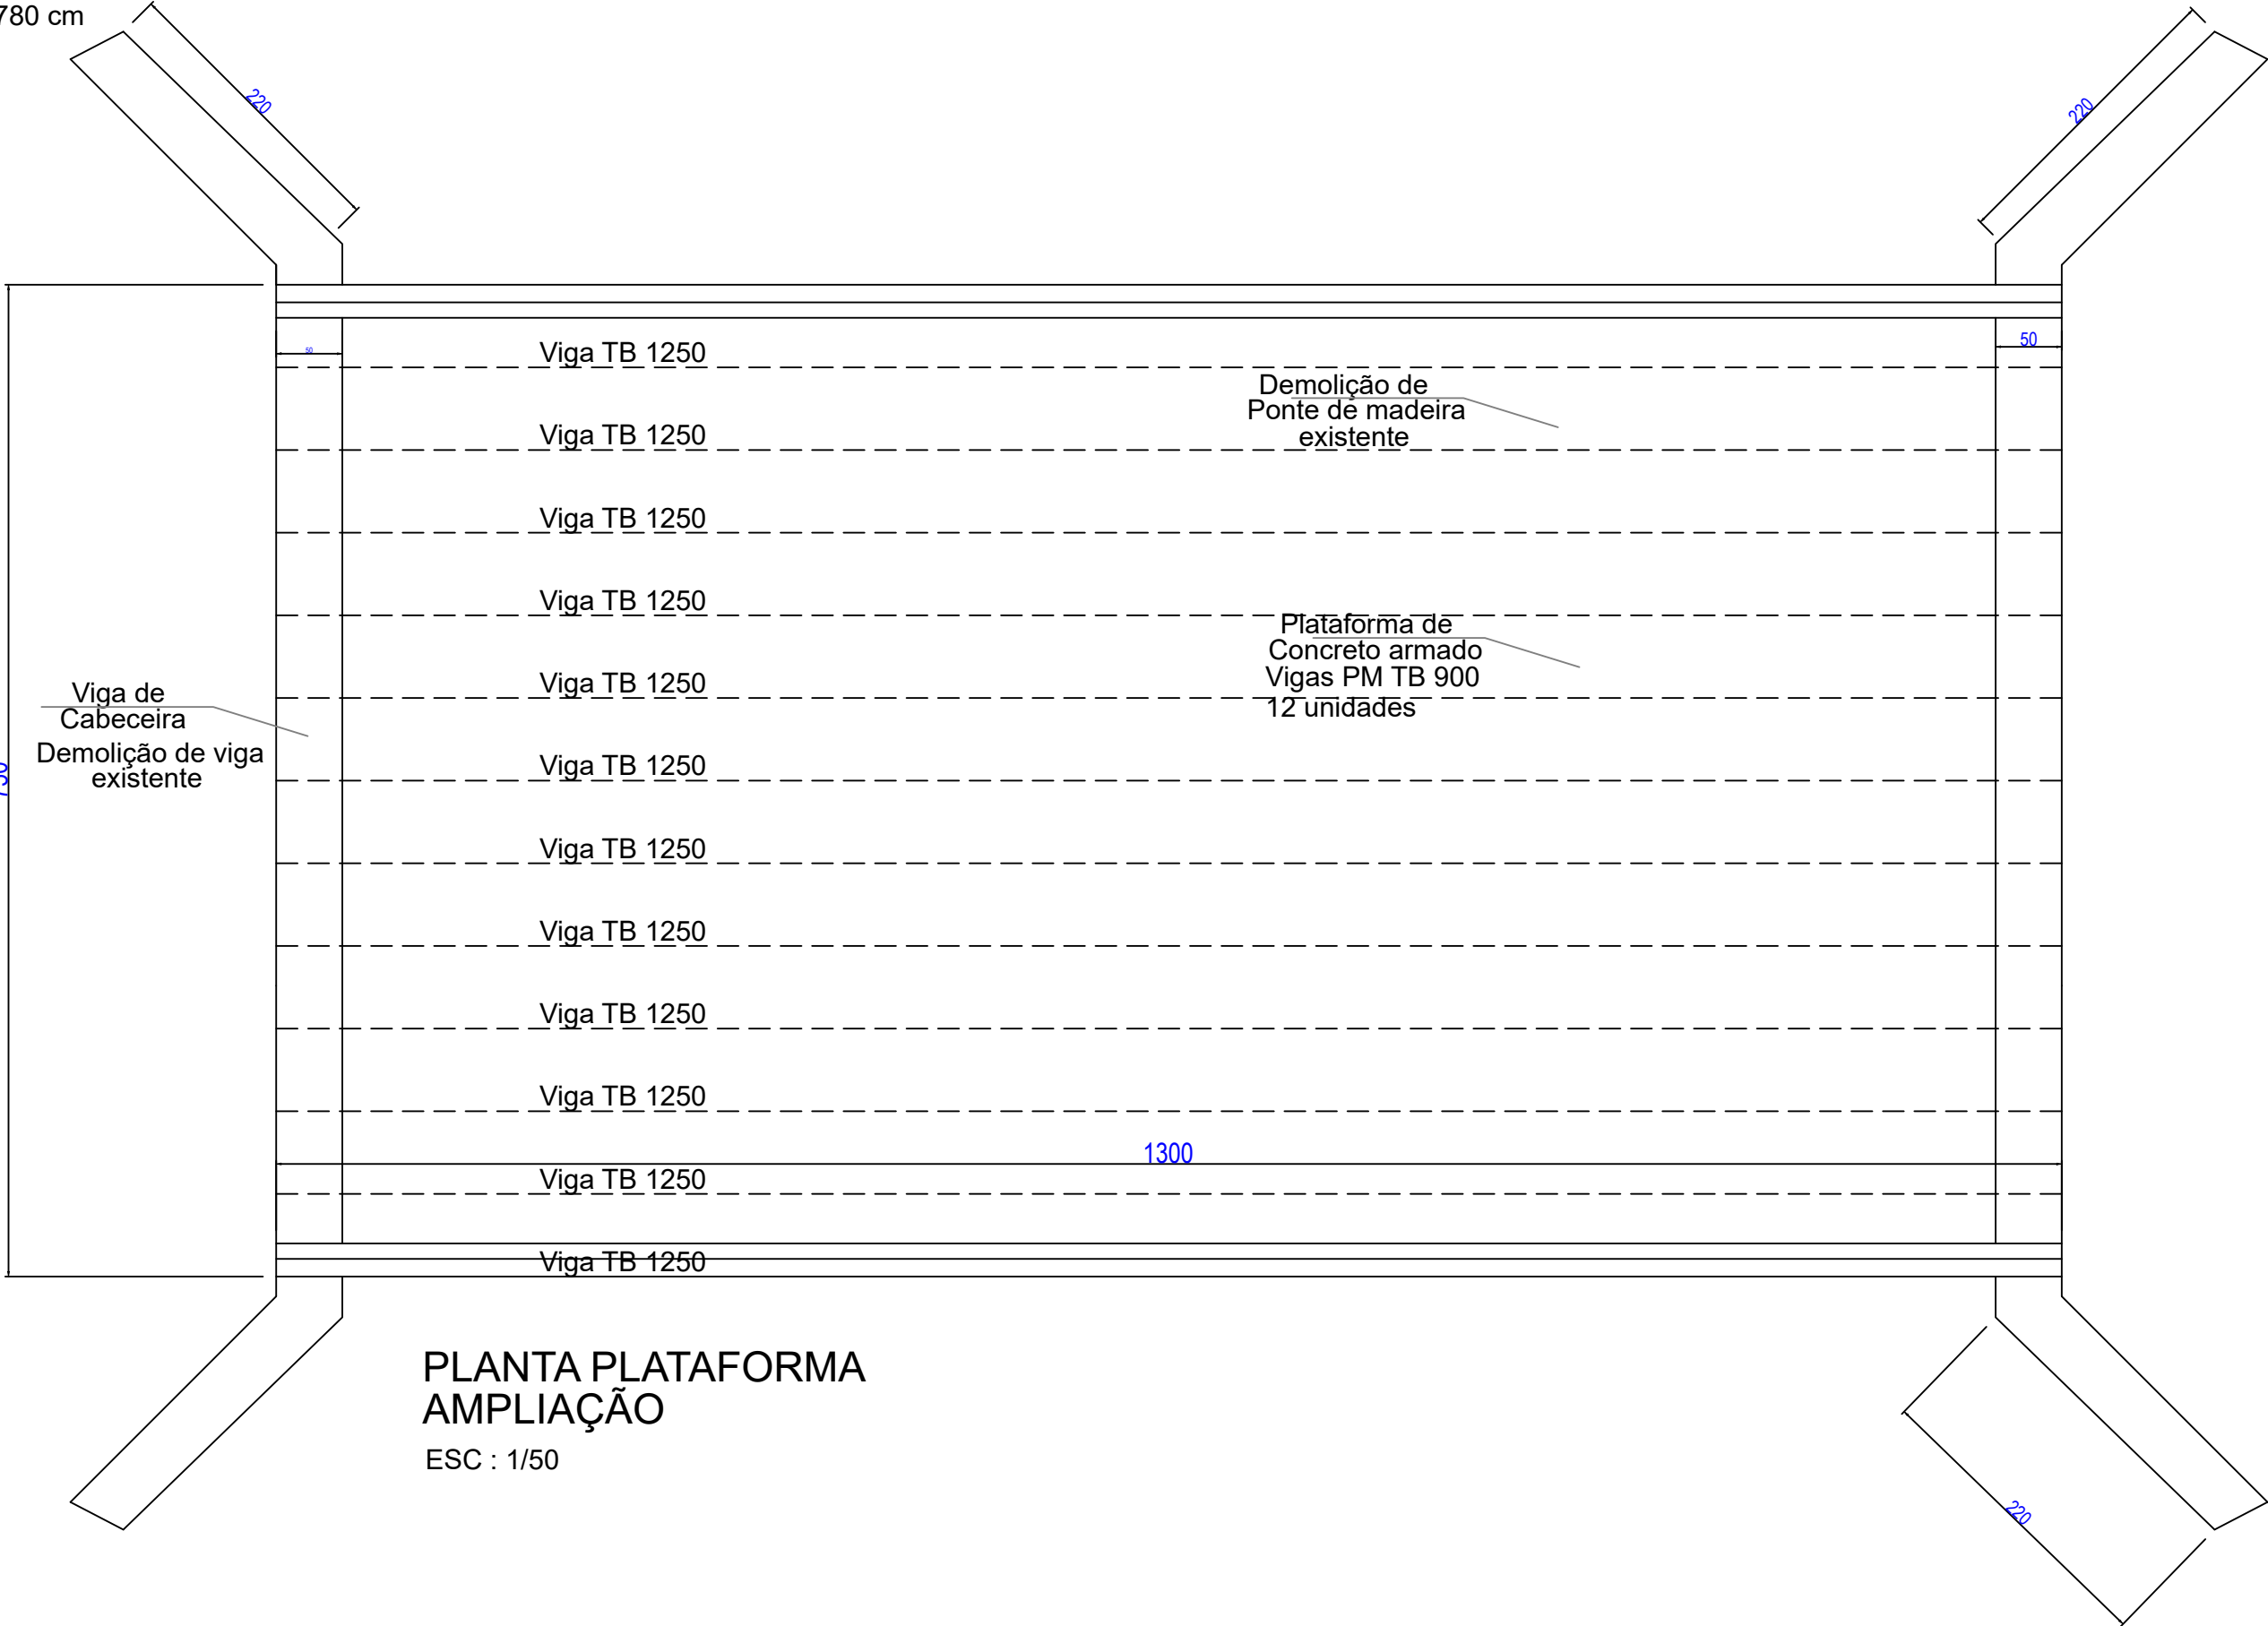 780 cm
220
220
50
50
Viga TB 1250
Demolição de
Ponte de madeira
existente
Viga TB 1250
Viga TB 1250
Viga TB 1250
Plataforma de
Concreto armado
Vigas PM TB 900
12 unidades
Viga TB 1250
Viga de
Cabeceira
Demolição de viga
existente
Viga TB 1250
Viga TB 1250
Viga TB 1250
Viga TB 1250
Viga TB 1250
1300
Viga TB 1250
Viga TB 1250
PLANTA PLATAFORMA
AMPLIAÇÃO
ESC : 1/50
220